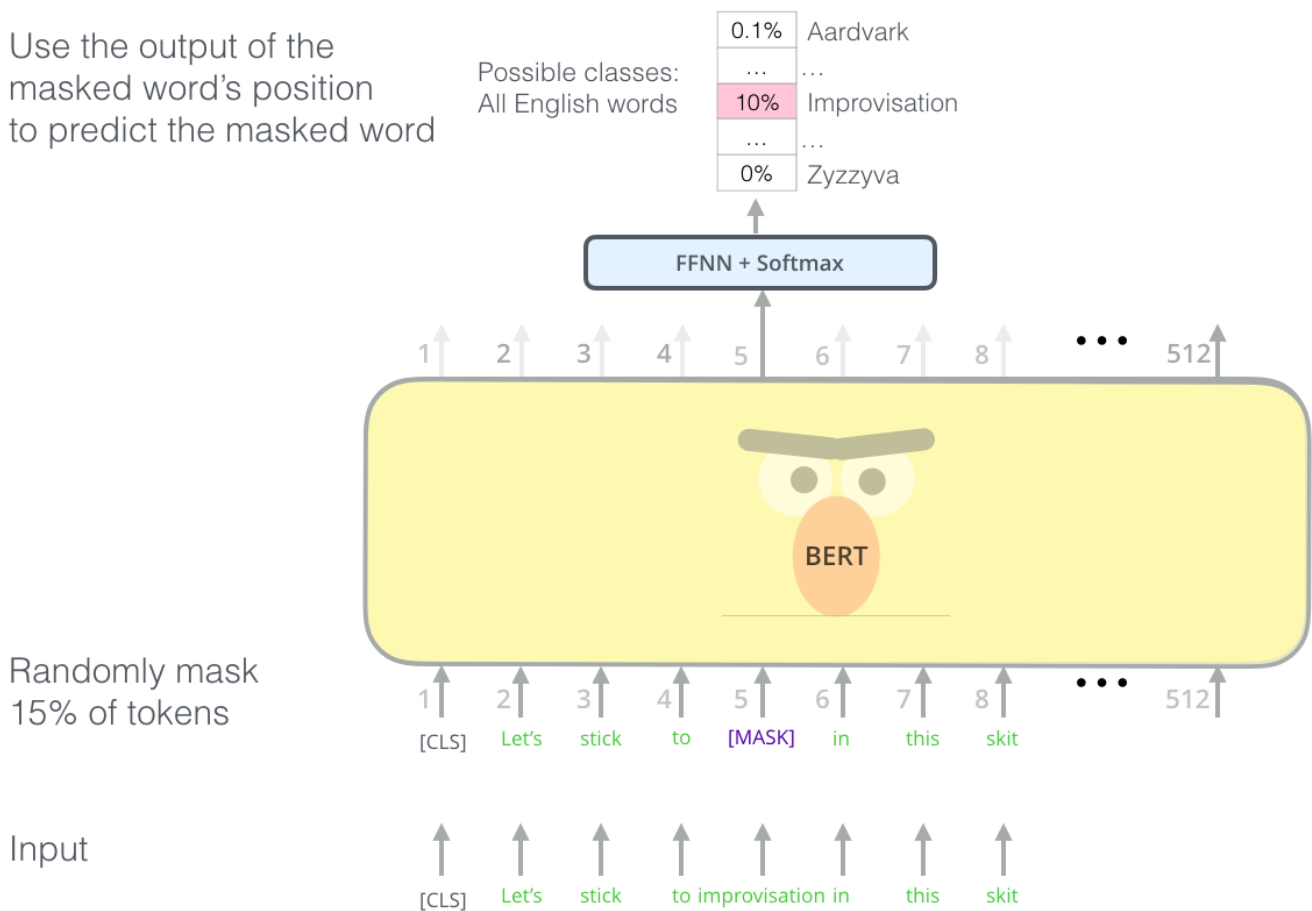 Use the output of the
masked word's position
to predict the masked word
Possible classes:
All English words
0.1% Aardvark
... ...
10% Improvisation
... ...
0% Zyzzyva
FFNN + Softmax
1 2 3 4 5 6 7 8 ... 512
BERT
Randomly mask
15% of tokens
1 2 3 4 5 6 7 8 ... 512
[CLS] Let's stick to [MASK] in this skit
Input
[CLS] Let's stick to improvisation in this skit